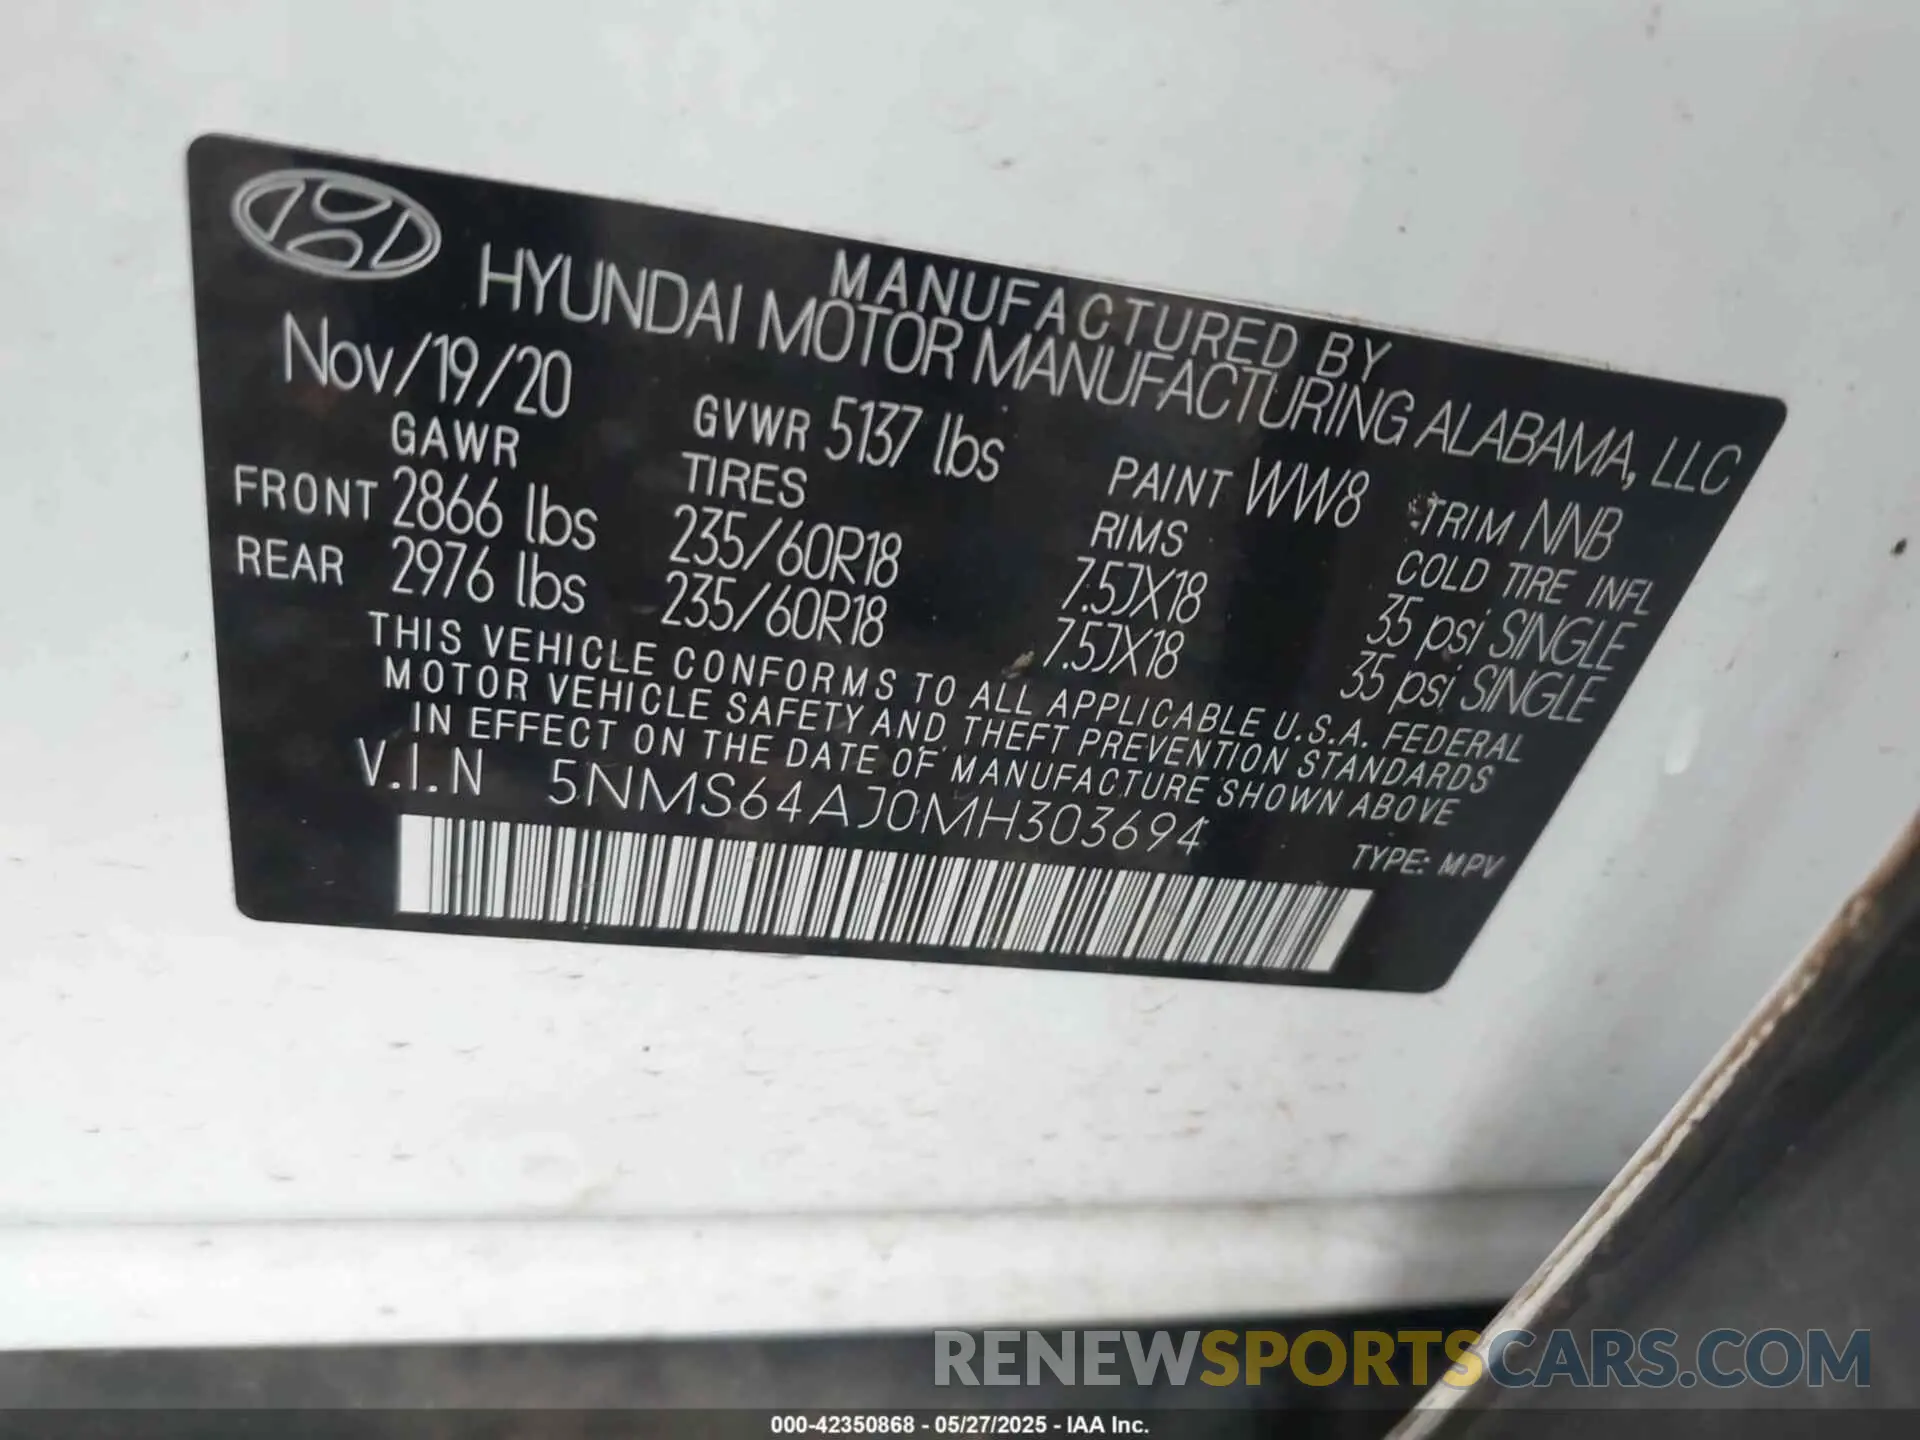 MANUFACTURED BY
HYUNDAI MOTOR MANUFACTURING ALABAMA, LLC
Nov/19/20 GVWR 5137 lbs PAINT WW8 TRIM NNB
GAWR TIRES RIMS COLD TIRE INFL
FRONT 2866 lbs 235/60R18 7.5JX18 35 psi SINGLE
REAR 2976 lbs 235/60R18 7.5JX18 35 psi SINGLE
THIS VEHICLE CONFORMS TO ALL APPLICABLE U.S.A. FEDERAL
MOTOR VEHICLE SAFETY AND THEFT PREVENTION STANDARDS
IN EFFECT ON THE DATE OF MANUFACTURE SHOWN ABOVE
V.I.N 5NMS64AJ0MH303694
TYPE: MPV
RENEWSPORTSCARS.COM
000-42350868 - 05/27/2025 - IAA Inc.